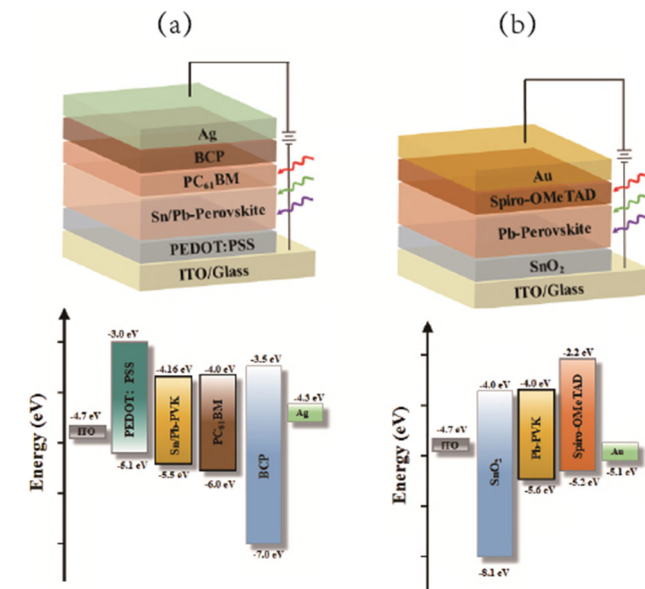 (a)
Ag
BCP
PC₆₁BM
Sn/Pb-Perovskite
PEDOT:PSS
ITO/Glass
(b)
Au
Spiro-OMeTAD
Pb-Perovskite
SnO₂
ITO/Glass
Energy (eV)
-4.7 eV
ITO
-3.0 eV
PEDOT: PSS
-5.1 eV
-4.16 eV
Sn/Pb-PVK
-5.5 eV
-4.0 eV
PC₆₁BM
-6.0 eV
-3.5 eV
BCP
-7.0 eV
-4.3 eV
Ag
Energy (eV)
-4.7 eV
ITO
-4.0 eV
SnO₂
-8.1 eV
-4.0 eV
Pb-PVK
-5.6 eV
-2.2 eV
Spiro-OMeTAD
-5.2 eV
Au
-5.1 eV